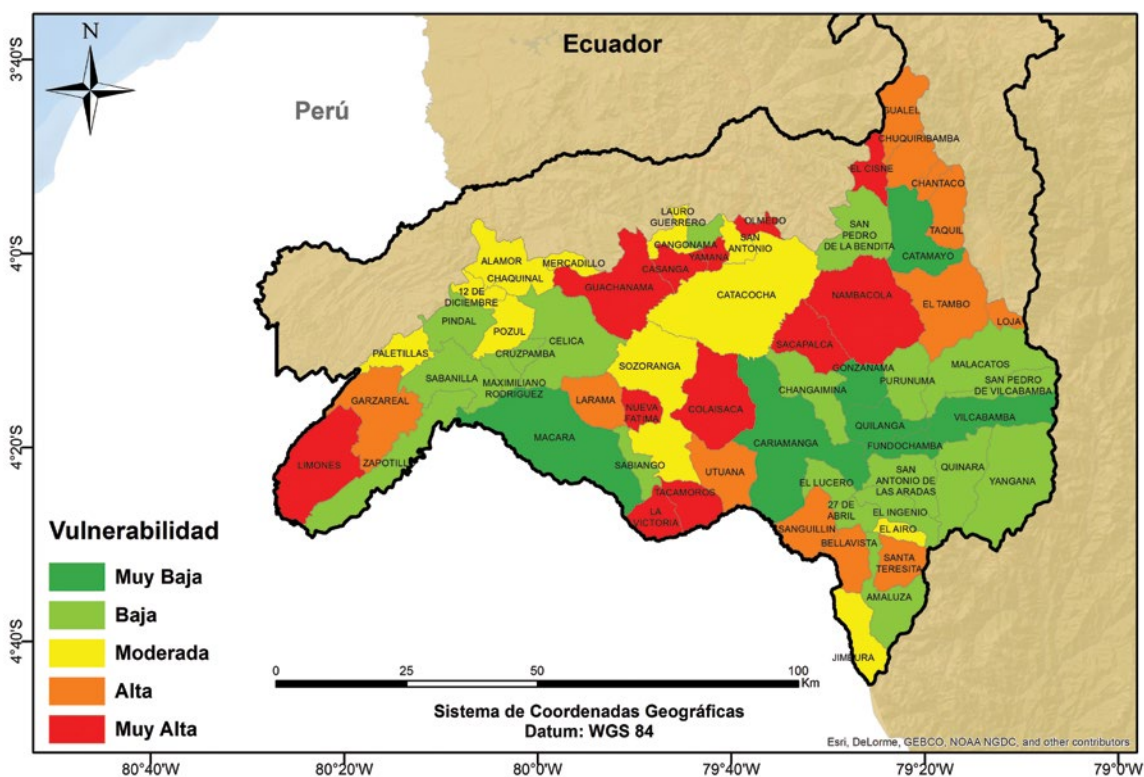 N
Ecuador
Perú
3°40'S
4°0'S
4°20'S
4°40'S
GUALEL
CHUQUIRIBAMBA
EL CISNE
CHANTACO
TAQUIL
SAN
PEDRO
DE LA BENDITA
CATAMAYO
LAURO
GUERRERO
OLMEDO
CANGONAMA
SAN
ANTONIO
YAMANA
CASANGA
GUACHANAMA
ALAMOR
MERCADILLO
CHAQUINAL
12 DE
DICIEMBRE
PINDAL
POZUL
CATACOCHA
NAMBACOLA
EL TAMBO
LOJA
PALETILLAS
CRUZPAMBA
CELICA
SACAPALCA
GONZANAMA
MALACATOS
SABANILLA
MAXIMILIANO
RODRIGUEZ
SOZORANGA
CHANGAIMINA
PURUNUMA
SAN PEDRO
DE VILCABAMBA
GARZAREAL
LARAMA
NUEVA
FATIMA
COLAISACA
QUILANGA
VILCABAMBA
MACARA
CARIAMANGA
FUNDOCHAMBA
LIMONES
ZAPOTILLO
SABIANGO
UTUANA
EL LUCERO
SAN
ANTONIO DE
LAS ARADAS
QUINARA
YANGANA
TACAMOROS
LA
VICTORIA
27 DE
ABRIL
EL INGENIO
SANGUILLIN
EL AIRO
BELLAVISTA
SANTA
TERESITA
AMALUZA
JIMBURA
Vulnerabilidad
Muy Baja
Baja
Moderada
Alta
Muy Alta
0 25 50 100
Km
Sistema de Coordenadas Geográficas
Datum: WGS 84
Esri, DeLorme, GEBCO, NOAA NGDC, and other contributors
80°40'W 80°20'W 80°0'W 79°40'W 79°20'W 79°0'W